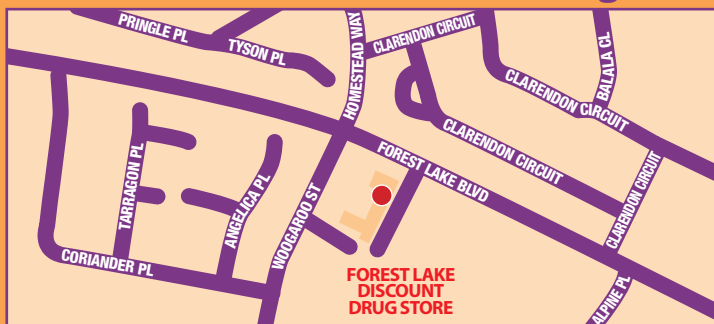 PRINGLE PL
TYSON PL
HOMESTEAD WAY
CLARENDON CIRCUIT
CLARENDON CIRCUIT
BALALA CL
CLARENDON CIRCUIT
FOREST LAKE BLVD
TARRAGON PL
ANGELICA PL
WOOGAROO ST
CLARENDON CIRCUIT
CORIANDER PL
ALPINE PL
FOREST LAKE
DISCOUNT
DRUG STORE